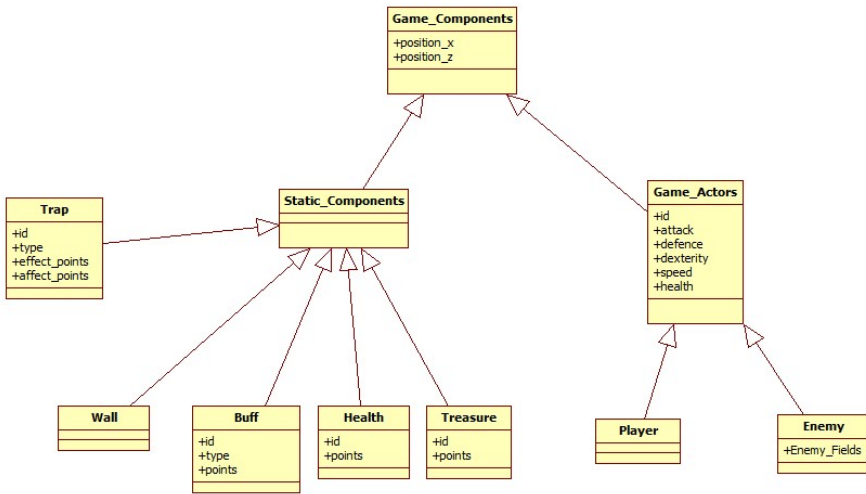 Game_Components
+position_x
+position_z
Static_Components
Game_Actors
+id
+attack
+defence
+dexterity
+speed
+health
Trap
+id
+type
+effect_points
+affect_points
Wall
Buff
+id
+type
+points
Health
+id
+points
Treasure
+id
+points
Player
Enemy
+Enemy_Fields